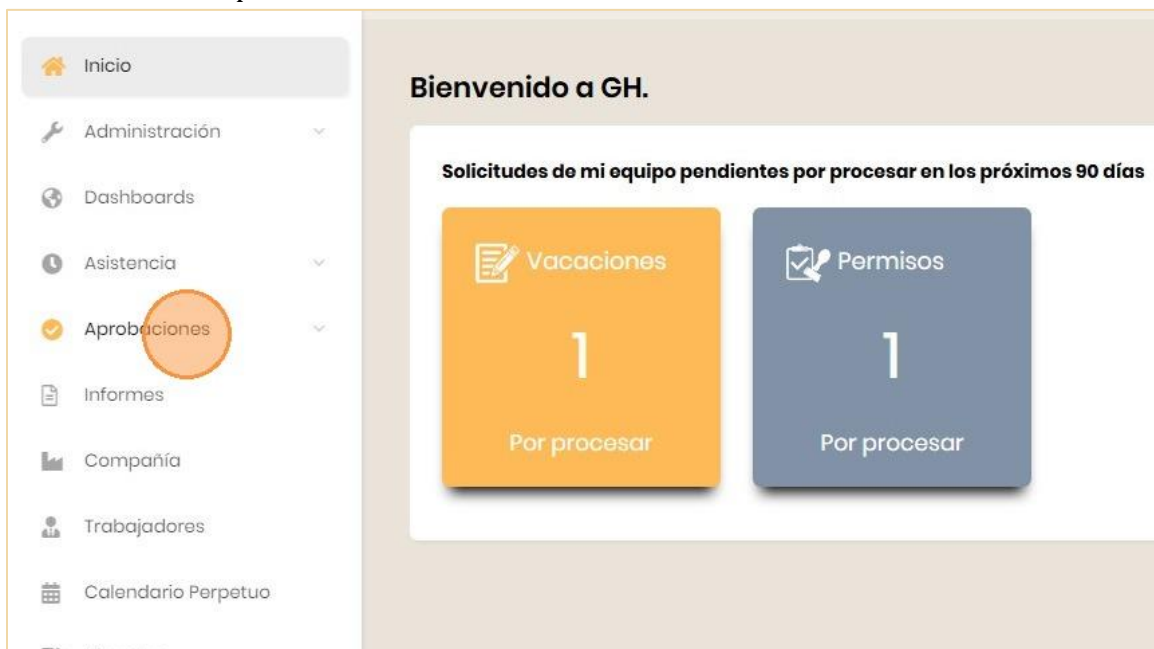 Inicio
Administración
Dashboards
Asistencia
Aprobaciones
Informes
Compañía
Trabajadores
Calendario Perpetuo
Bienvenido a GH.
Solicitudes de mi equipo pendientes por procesar en los próximos 90 días
Vacaciones
1
Por procesar
Permisos
1
Por procesar